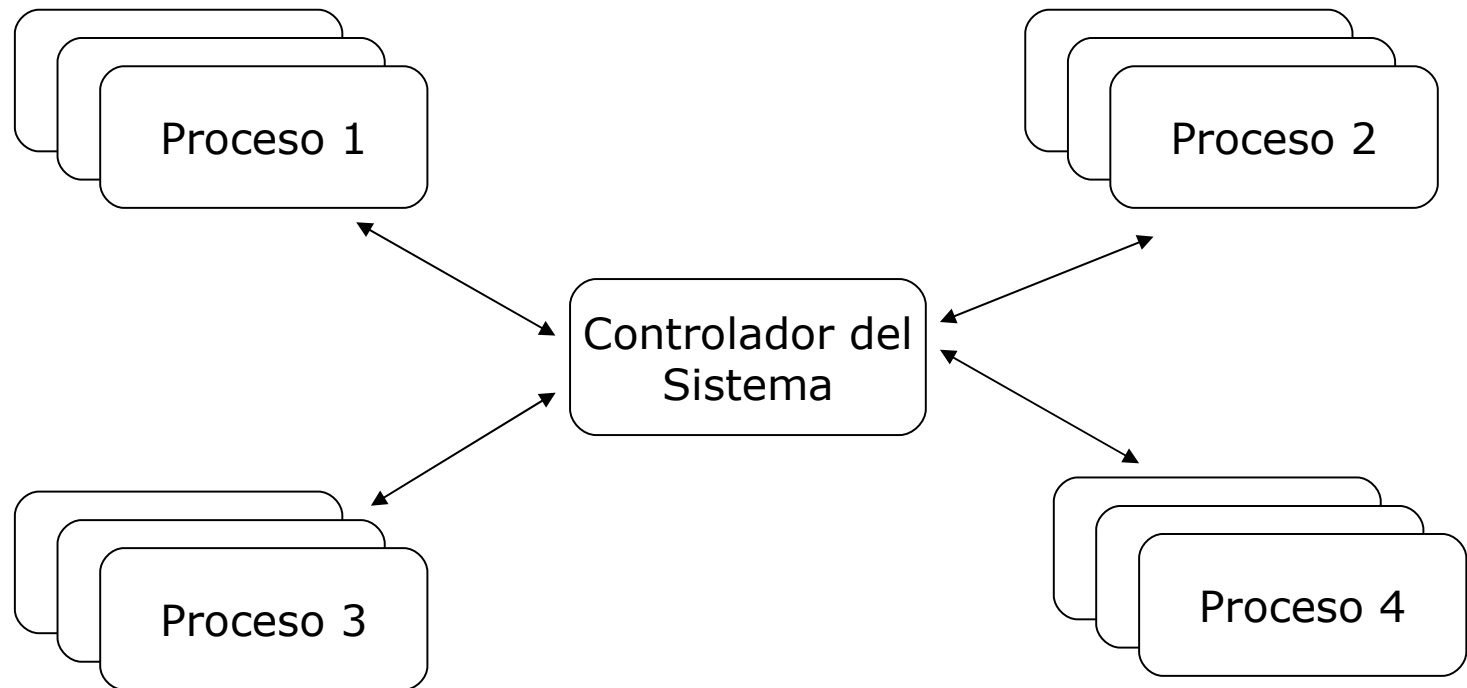 Proceso 1
Proceso 2
Controlador del
Sistema
Proceso 3
Proceso 4